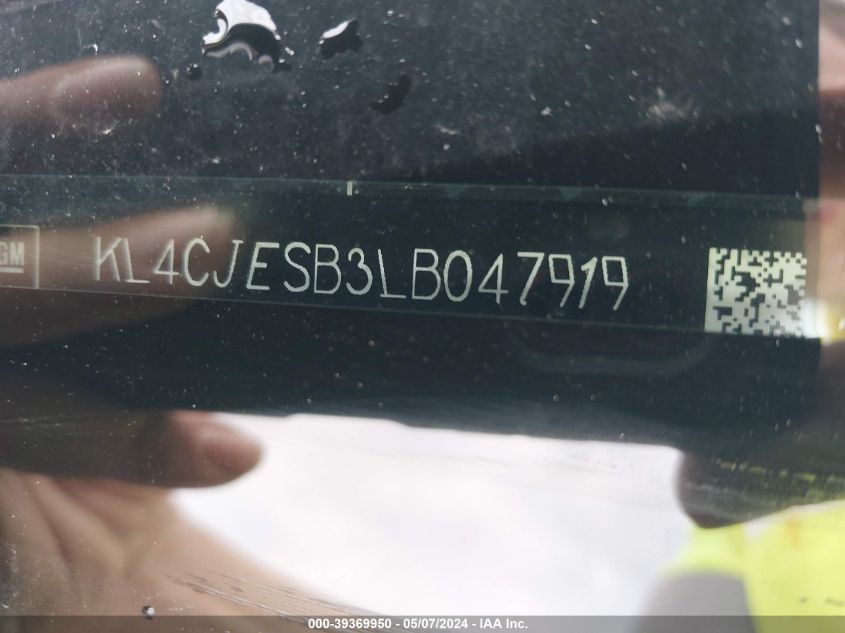 GM
KL4CJESB3LB047919
000-39369950 - 05/07/2024 - IAA Inc.